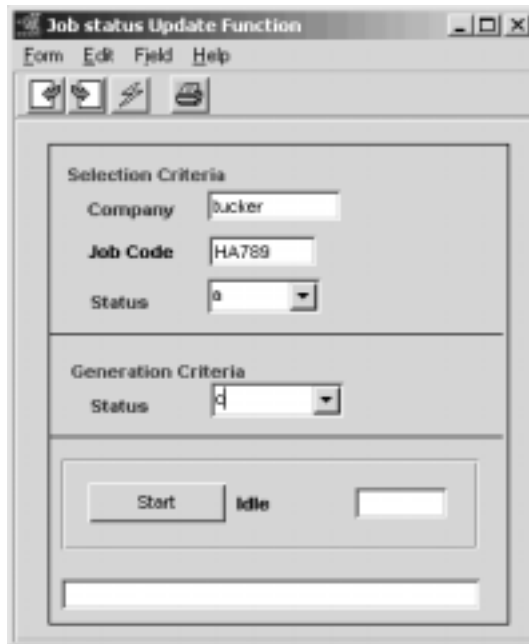 Job status Update Function
Form Edit Field Help
Selection Criteria
Company tucker
Job Code HA789
Status a
Generation Criteria
Status c
Start Idle